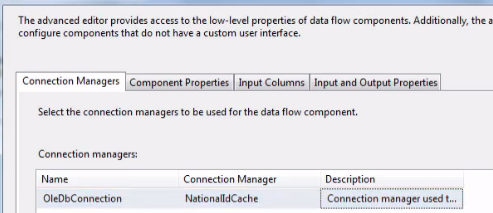 The advanced editor provides access to the low-level properties of data flow components. Additionally, the a
configure components that do not have a custom user interface.
Connection Managers Component Properties Input Columns Input and Output Properties
Select the connection managers to be used for the data flow component.
Connection managers:
Name Connection Manager Description
OleDbConnection NationalIdCache Connection manager used t...